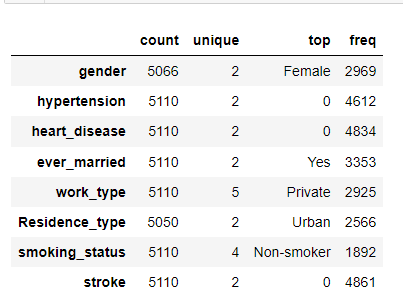 count unique top freq
gender 5066 2 Female 2969
hypertension 5110 2 0 4612
heart_disease 5110 2 0 4834
ever_married 5110 2 Yes 3353
work_type 5110 5 Private 2925
Residence_type 5050 2 Urban 2566
smoking_status 5110 4 Non-smoker 1892
stroke 5110 2 0 4861